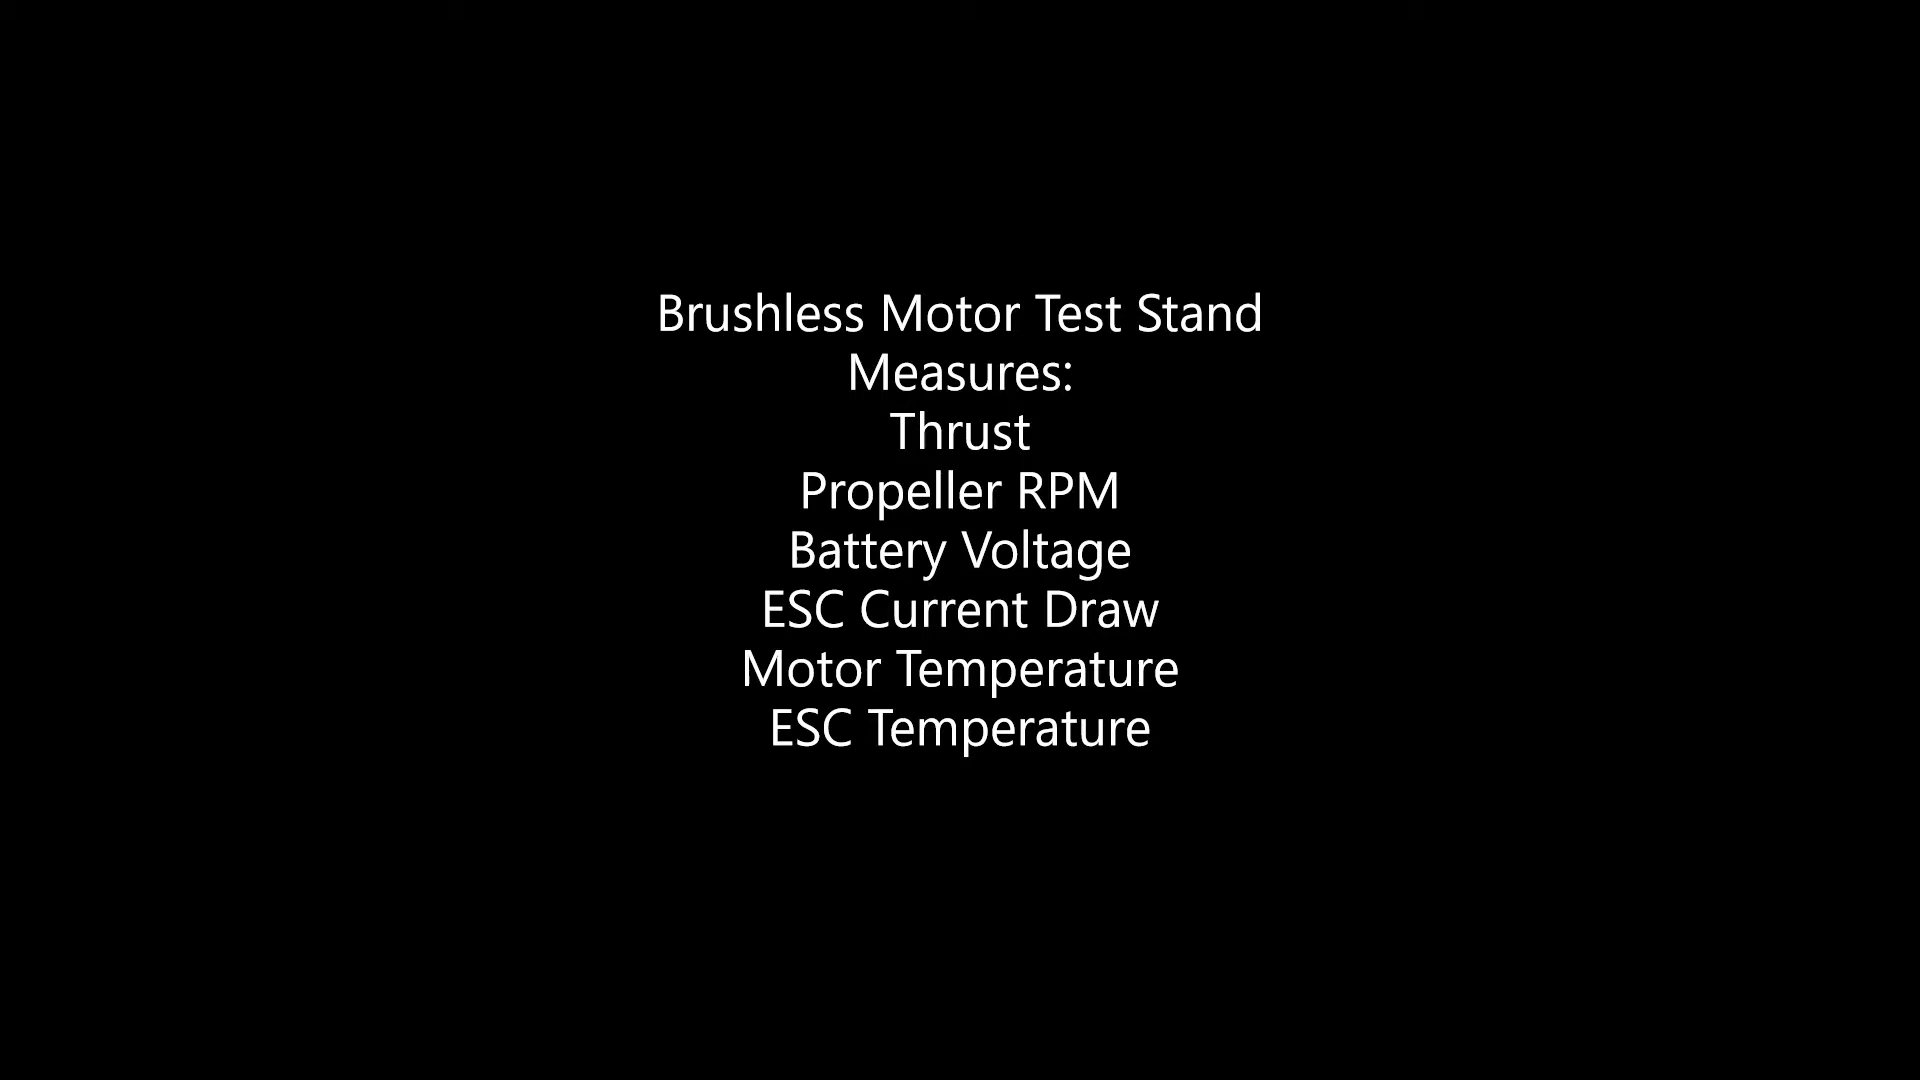 Brushless Motor Test Stand
Measures:
Thrust
Propeller RPM
Battery Voltage
ESC Current Draw
Motor Temperature
ESC Temperature